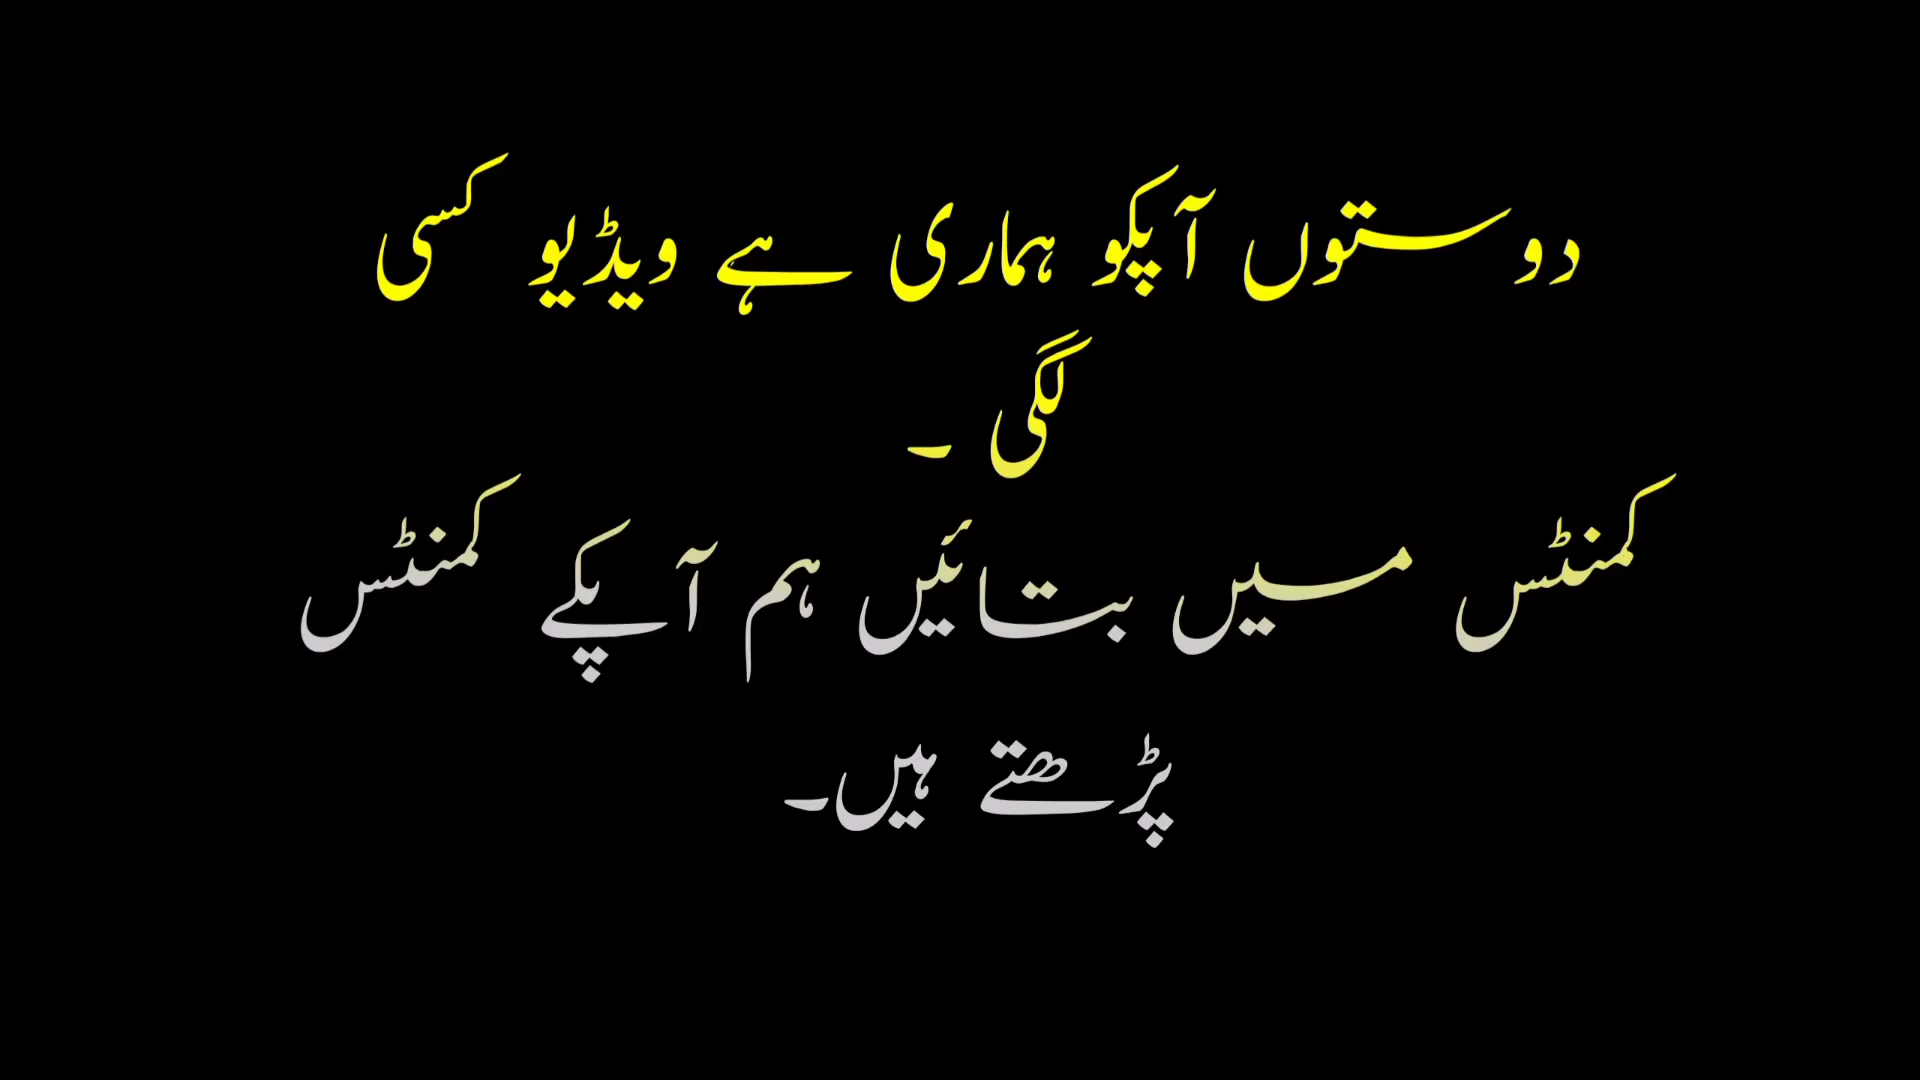 دوستوں آپکو ہماری ہے ویڈیو کسی
لگی ۔
کمنٹس میں بتائیں ہم آپکے کمنٹس
پڑھتے ہیں۔